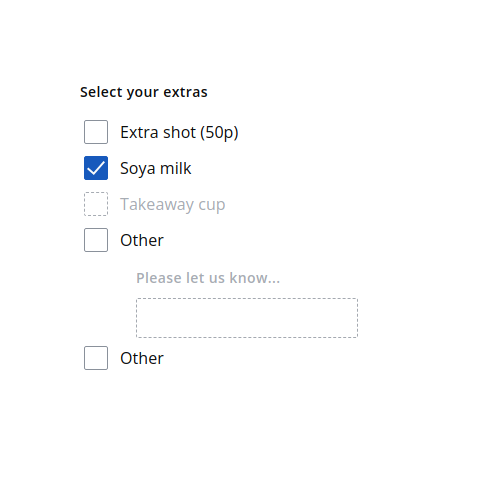 Select your extras
Extra shot (50p)
Soya milk
Takeaway cup
Other
Please let us know...
Other